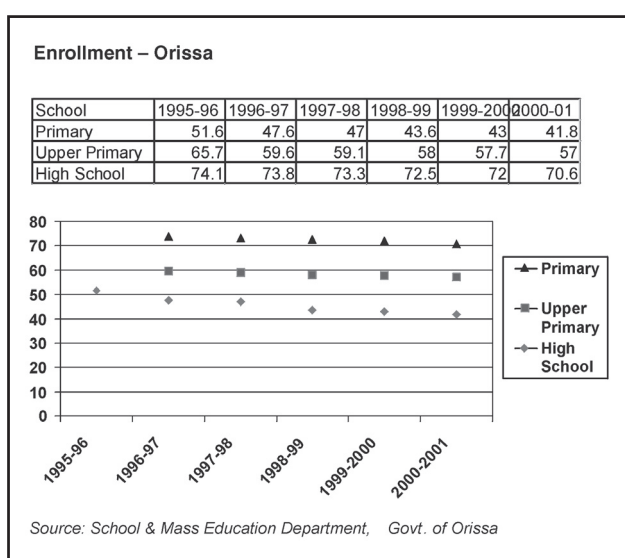 Enrollment – Orissa
School 1995-96 1996-97 1997-98 1998-99 1999-2000 2000-01
Primary 51.6 47.6 47 43.6 43 41.8
Upper Primary 65.7 59.6 59.1 58 57.7 57
High School 74.1 73.8 73.3 72.5 72 70.6
80
70
60
50
40
30
20
10
0
1995-96
1996-97
1997-98
1998-99
1999-2000
2000-2001
Primary
Upper
Primary
High
School
Source: School & Mass Education Department, Govt. of Orissa